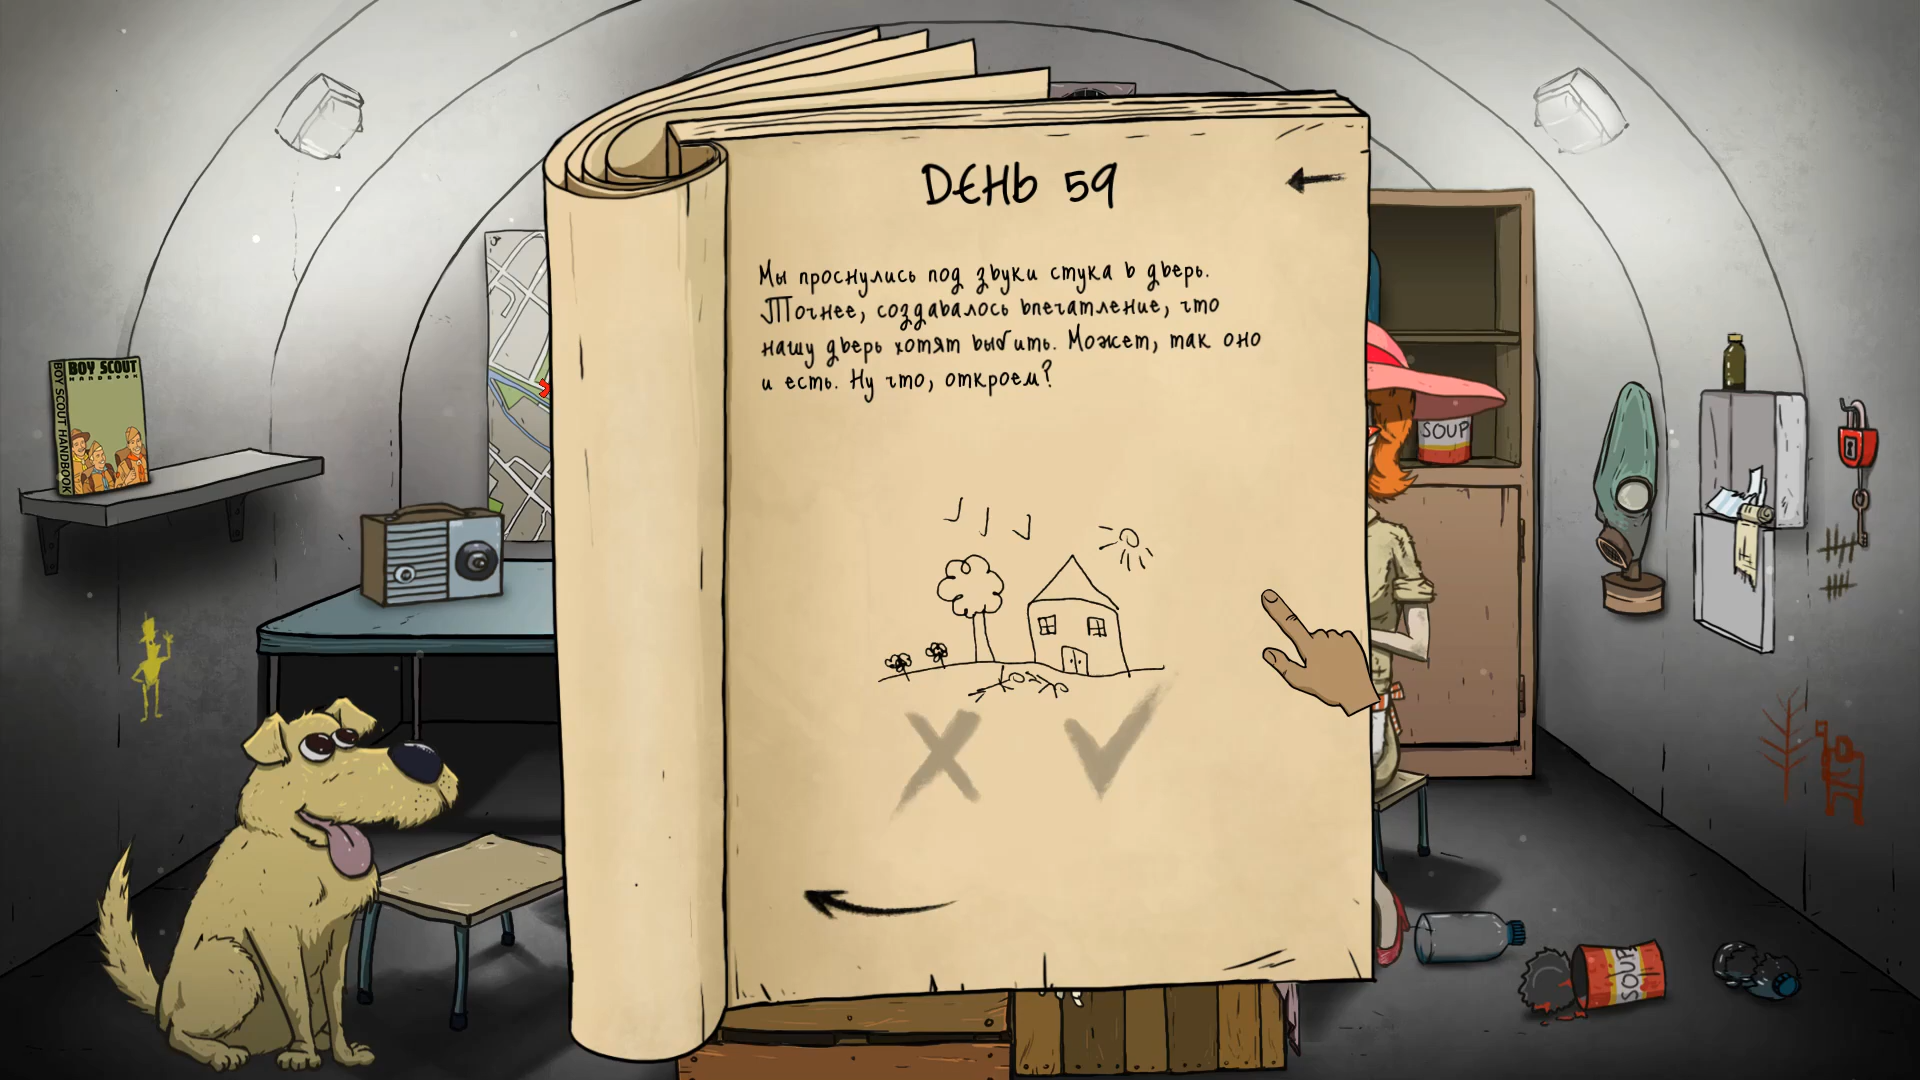 ДЕНЬ 59
Мы проснулись под звуки стука в дверь.
Точнее, создавалось впечатление, что
нашу дверь хотят выбить. Может, так оно
и есть. Ну что, откроем?
BOY SCOUT
HANDBOOK
BOY SCOUT HANDBOOK
SOUP
SOUP